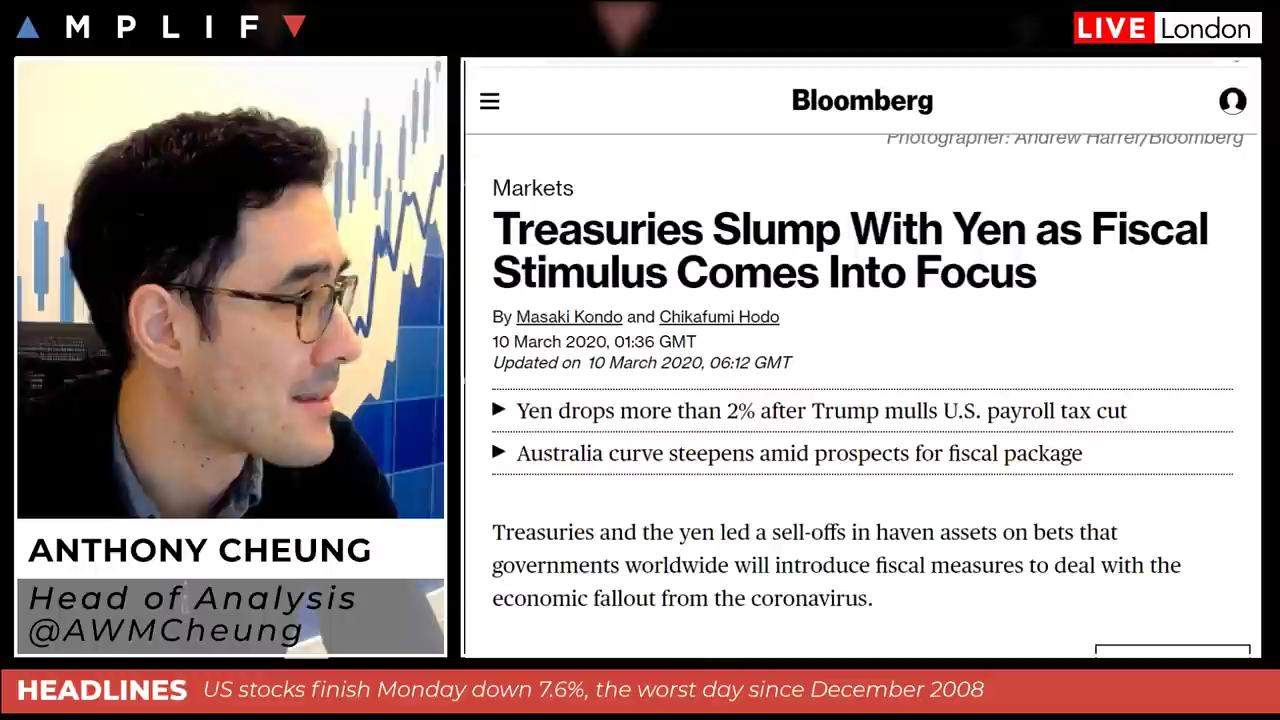 AMPLIFY
LIVE London
Bloomberg
Photographer: Andrew Harrer/Bloomberg
Markets
Treasuries Slump With Yen as Fiscal
Stimulus Comes Into Focus
By Masaki Kondo and Chikafumi Hodo
10 March 2020, 01:36 GMT
Updated on 10 March 2020, 06:12 GMT
Yen drops more than 2% after Trump mulls U.S. payroll tax cut
Australia curve steepens amid prospects for fiscal package
Treasuries and the yen led a sell-offs in haven assets on bets that
governments worldwide will introduce fiscal measures to deal with the
economic fallout from the coronavirus.
ANTHONY CHEUNG
Head of Analysis
@AWMCheung
HEADLINES US stocks finish Monday down 7.6%, the worst day since December 2008